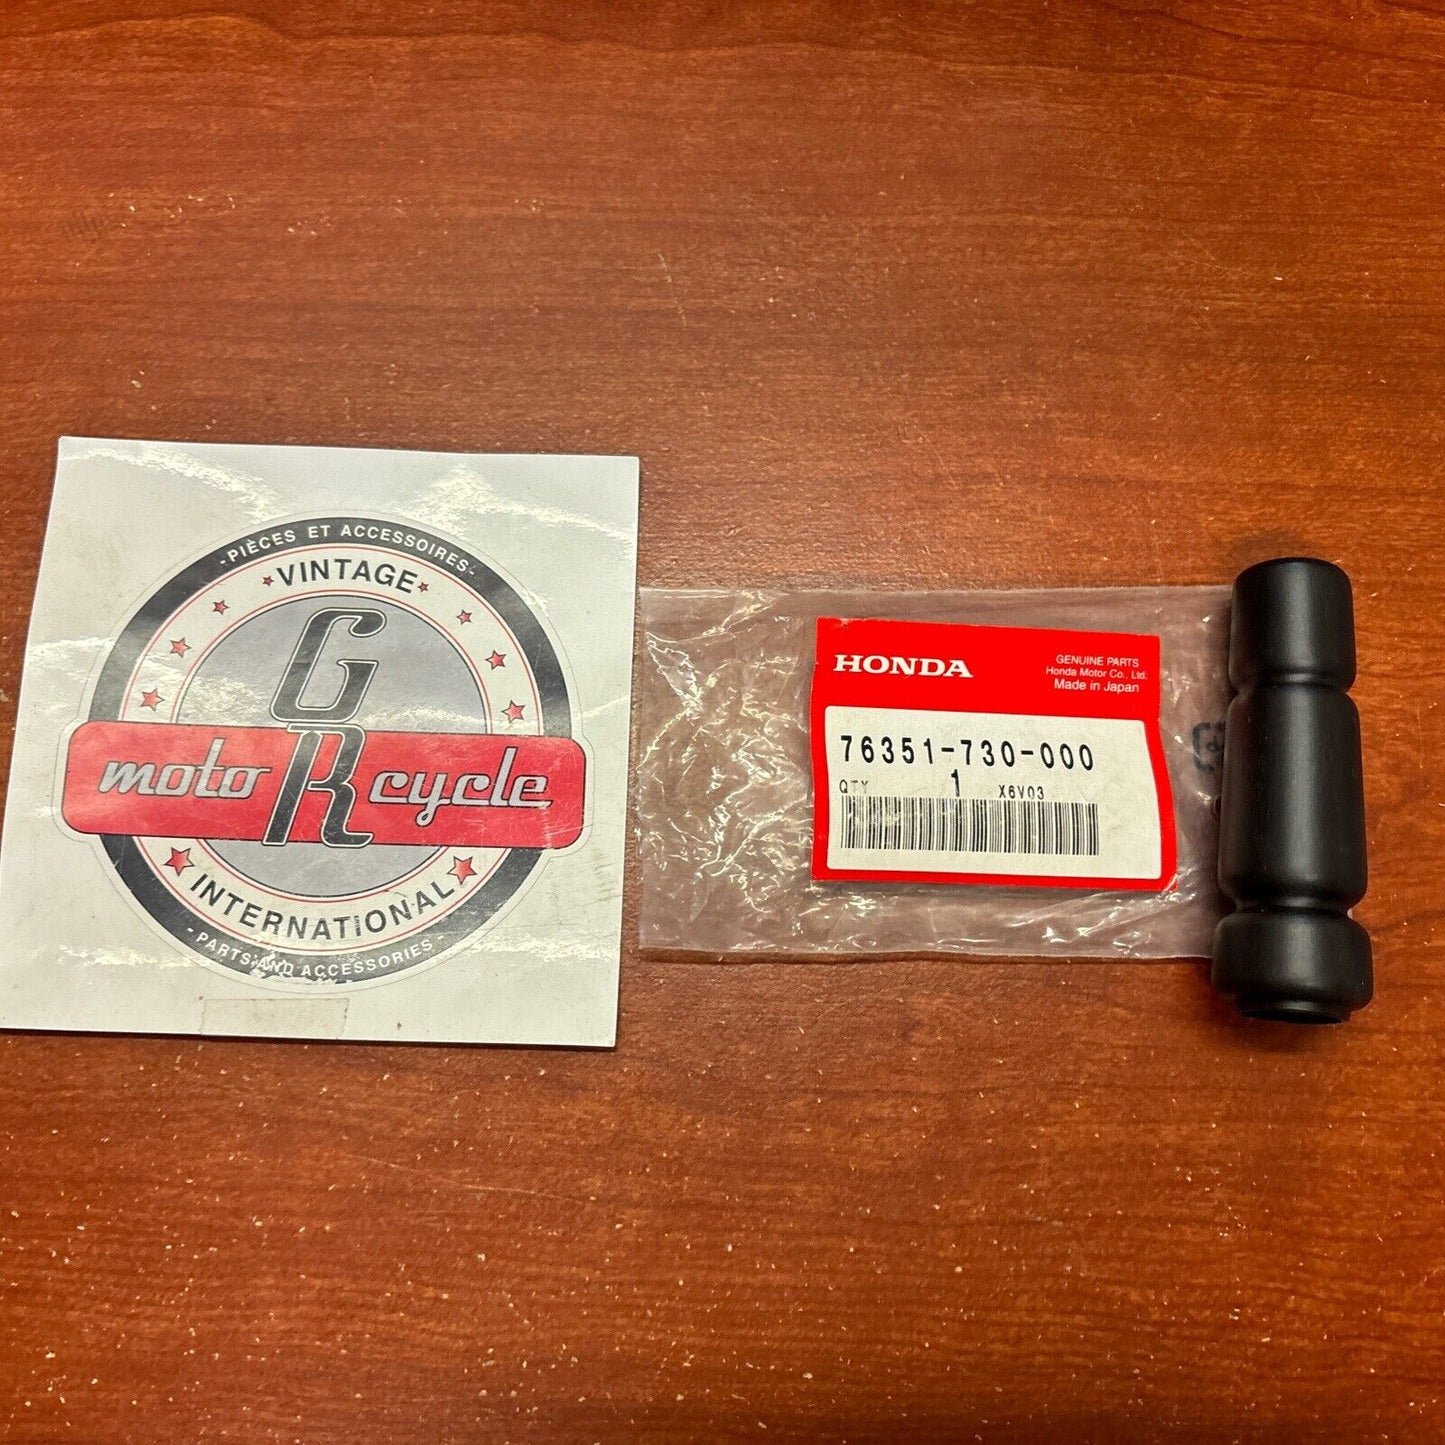 - PIÈCES ET ACCESSOIRES -
VINTAGE
GR
moto cycle
INTERNATIONAL
- PARTS AND ACCESSORIES -
HONDA
GENUINE PARTS
Honda Motor Co., Ltd.
Made in Japan
76351-730-000
QTY 1 X6V03